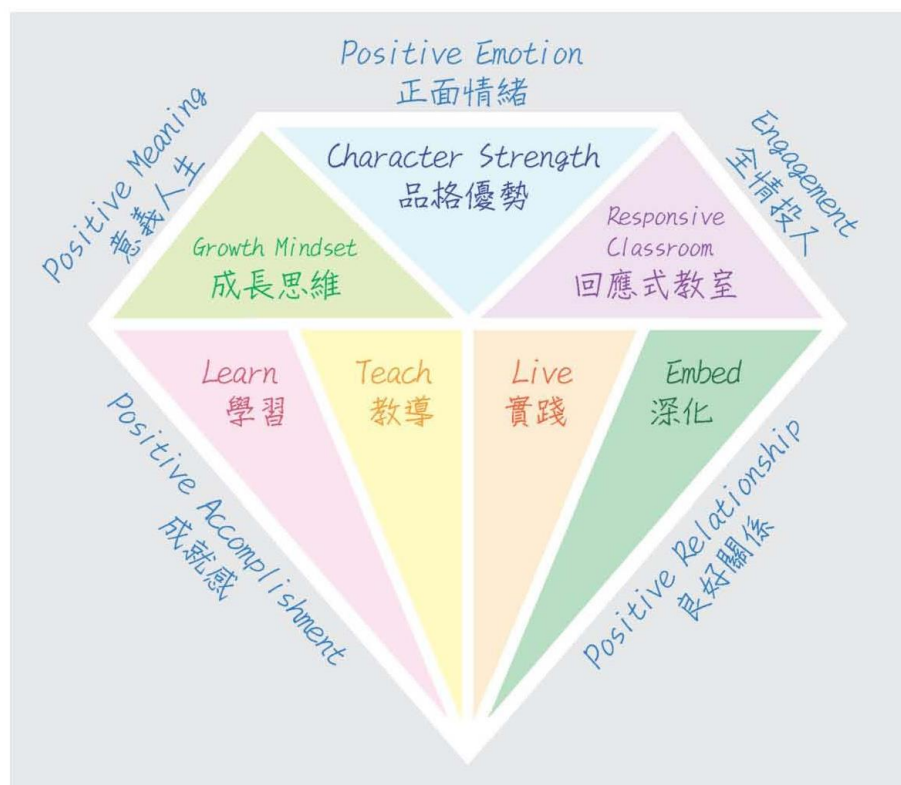 Positive Emotion
正面情緒
Positive Meaning
意義人生
Engagement
全情投入
Character Strength
品格優勢
Growth Mindset
成長思維
Responsive
Classroom
回應式教室
Learn
學習
Teach
教導
Live
實踐
Embed
深化
Positive Accomplishment
成就感
Positive Relationship
良好關係